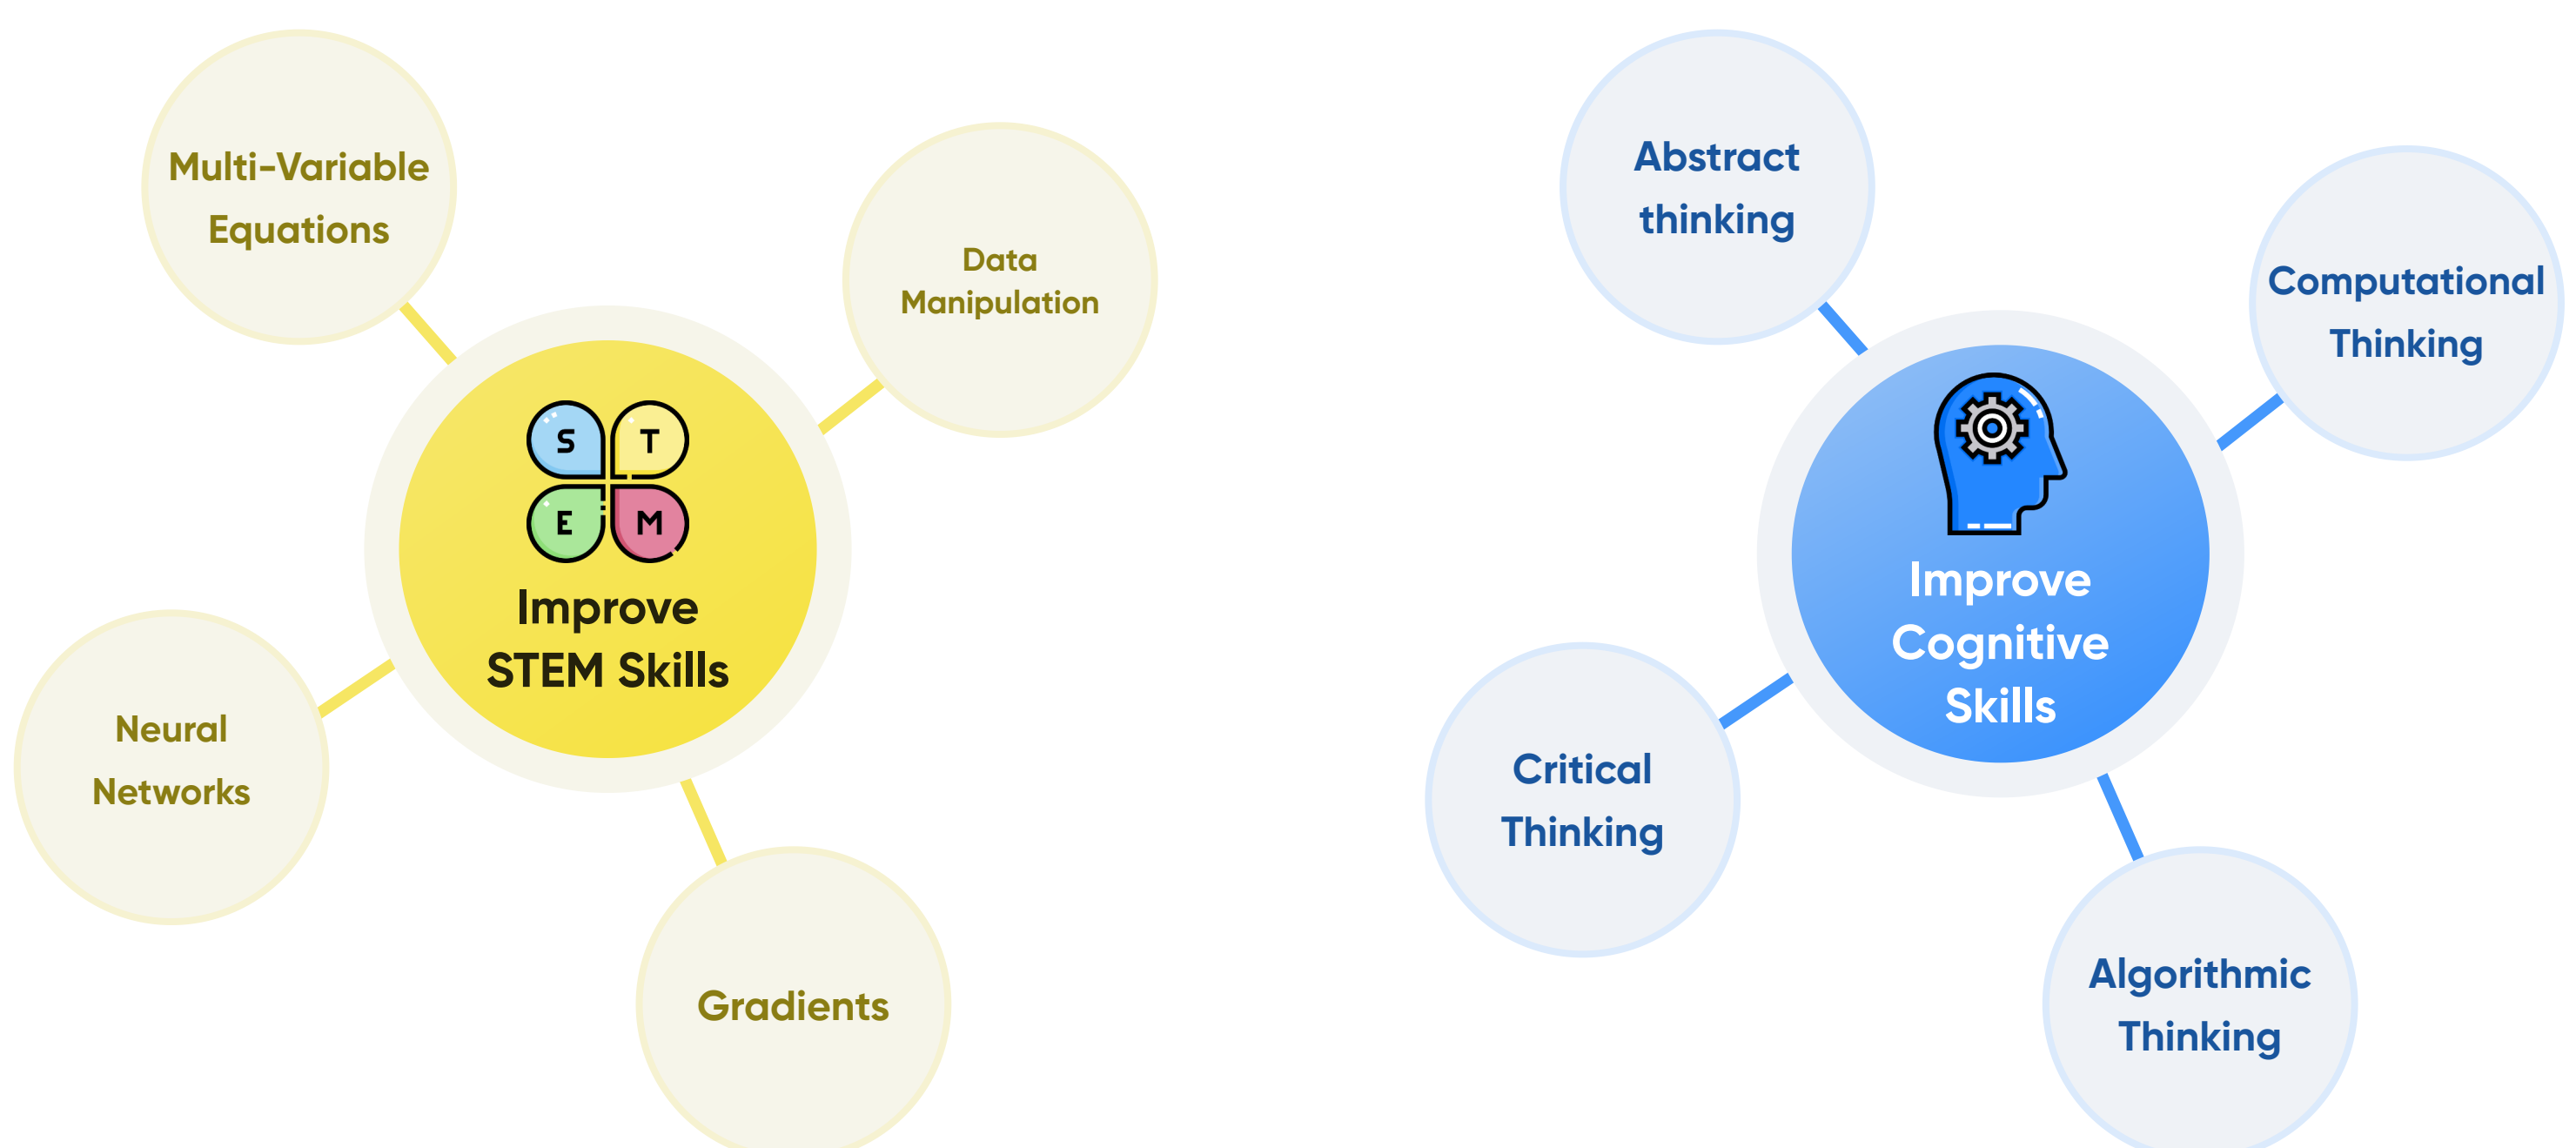 Multi-Variable
Equations
Data
Manipulation
S T
E M
Improve
STEM Skills
Neural
Networks
Gradients
Abstract
thinking
Computational
Thinking
Improve
Cognitive
Skills
Critical
Thinking
Algorithmic
Thinking